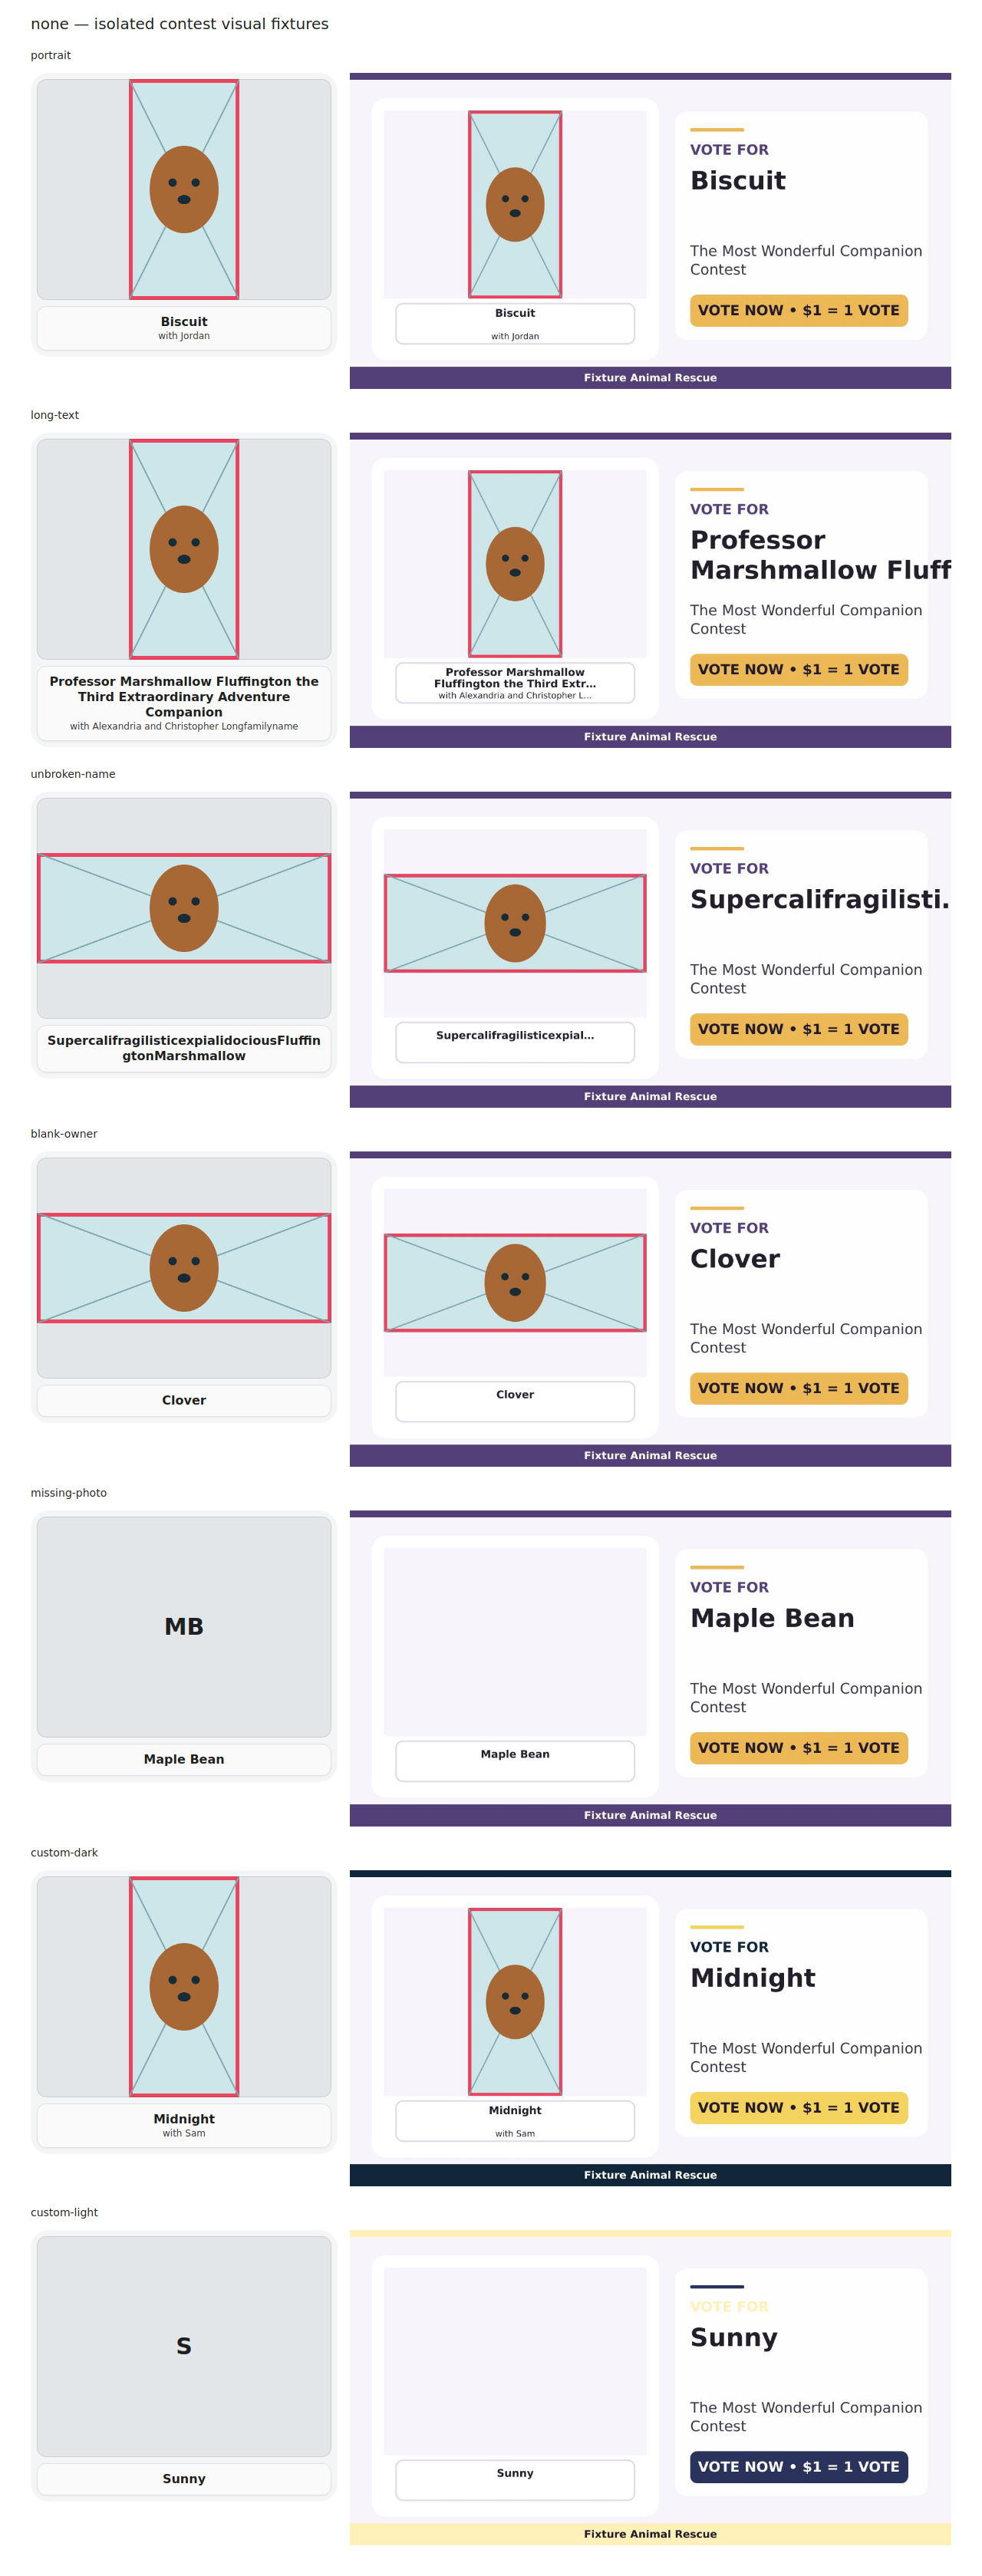 none — isolated contest visual fixtures
portrait
Biscuit
with Jordan
Biscuit
with Jordan
VOTE FOR
Biscuit
The Most Wonderful Companion
Contest
VOTE NOW • $1 = 1 VOTE
Fixture Animal Rescue
long-text
Professor Marshmallow Fluffington the
Third Extraordinary Adventure
Companion
with Alexandria and Christopher Longfamilyname
Professor Marshmallow
Fluffington the Third Extr…
with Alexandria and Christopher L…
VOTE FOR
Professor
Marshmallow Fluff
The Most Wonderful Companion
Contest
VOTE NOW • $1 = 1 VOTE
Fixture Animal Rescue
unbroken-name
SupercalifragilisticexpialidociousFluffin
gtonMarshmallow
Supercalifragilisticexpial…
VOTE FOR
Supercalifragilisti.
The Most Wonderful Companion
Contest
VOTE NOW • $1 = 1 VOTE
Fixture Animal Rescue
blank-owner
Clover
Clover
VOTE FOR
Clover
The Most Wonderful Companion
Contest
VOTE NOW • $1 = 1 VOTE
Fixture Animal Rescue
missing-photo
MB
Maple Bean
Maple Bean
VOTE FOR
Maple Bean
The Most Wonderful Companion
Contest
VOTE NOW • $1 = 1 VOTE
Fixture Animal Rescue
custom-dark
Midnight
with Sam
Midnight
with Sam
VOTE FOR
Midnight
The Most Wonderful Companion
Contest
VOTE NOW • $1 = 1 VOTE
Fixture Animal Rescue
custom-light
S
Sunny
Sunny
VOTE FOR
Sunny
The Most Wonderful Companion
Contest
VOTE NOW • $1 = 1 VOTE
Fixture Animal Rescue